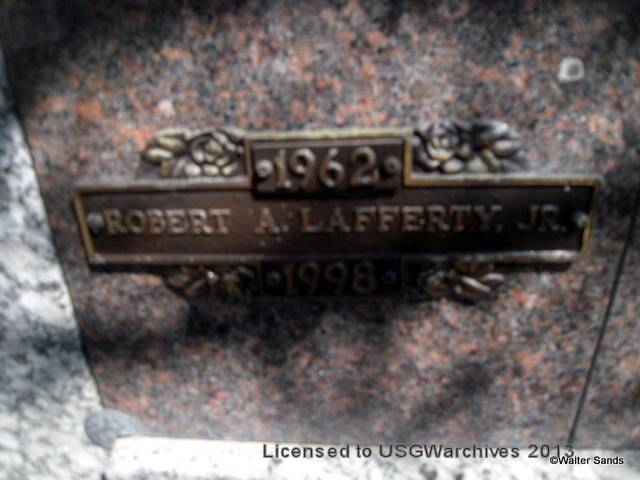 1962
ROBERT A. LAFFERTY, JR.
1998
Licensed to USGWarchives 2013
©Walter Sands